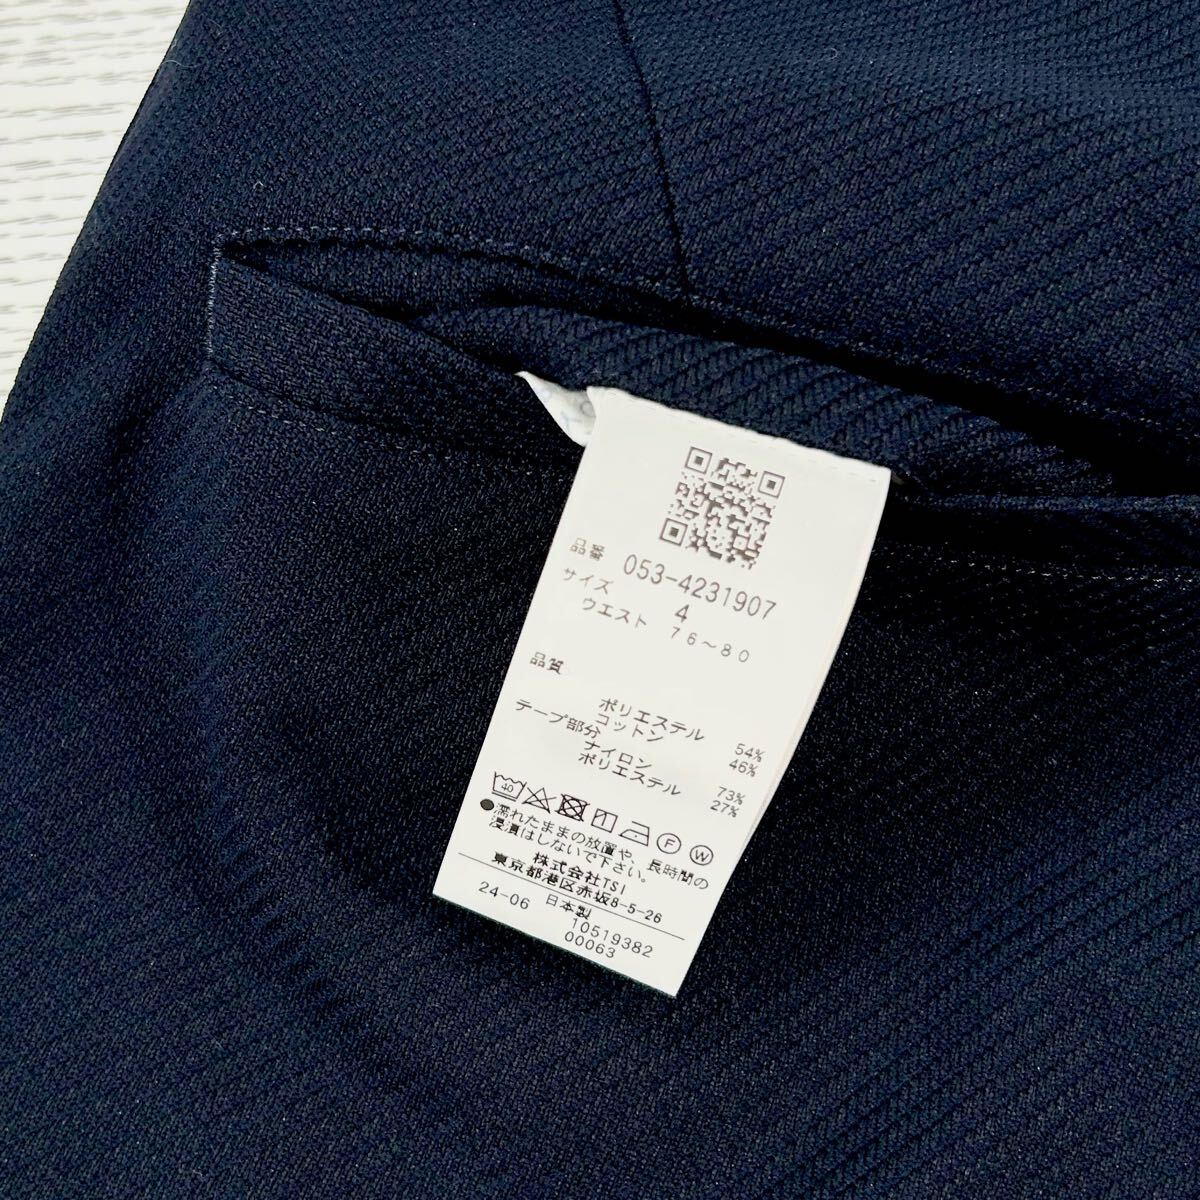 品番 053-4231907
サイズ 4
ウエスト 76～80
品質
ポリエステル 54%
コットン 46%
テープ部分
ナイロン 73%
ポリエステル 27%
40 F W
●濡れたままの放置や、長時間の
浸漬はしないで下さい。
株式会社TSI
東京都港区赤坂8-5-26
24-06 日本製 10519382
00063